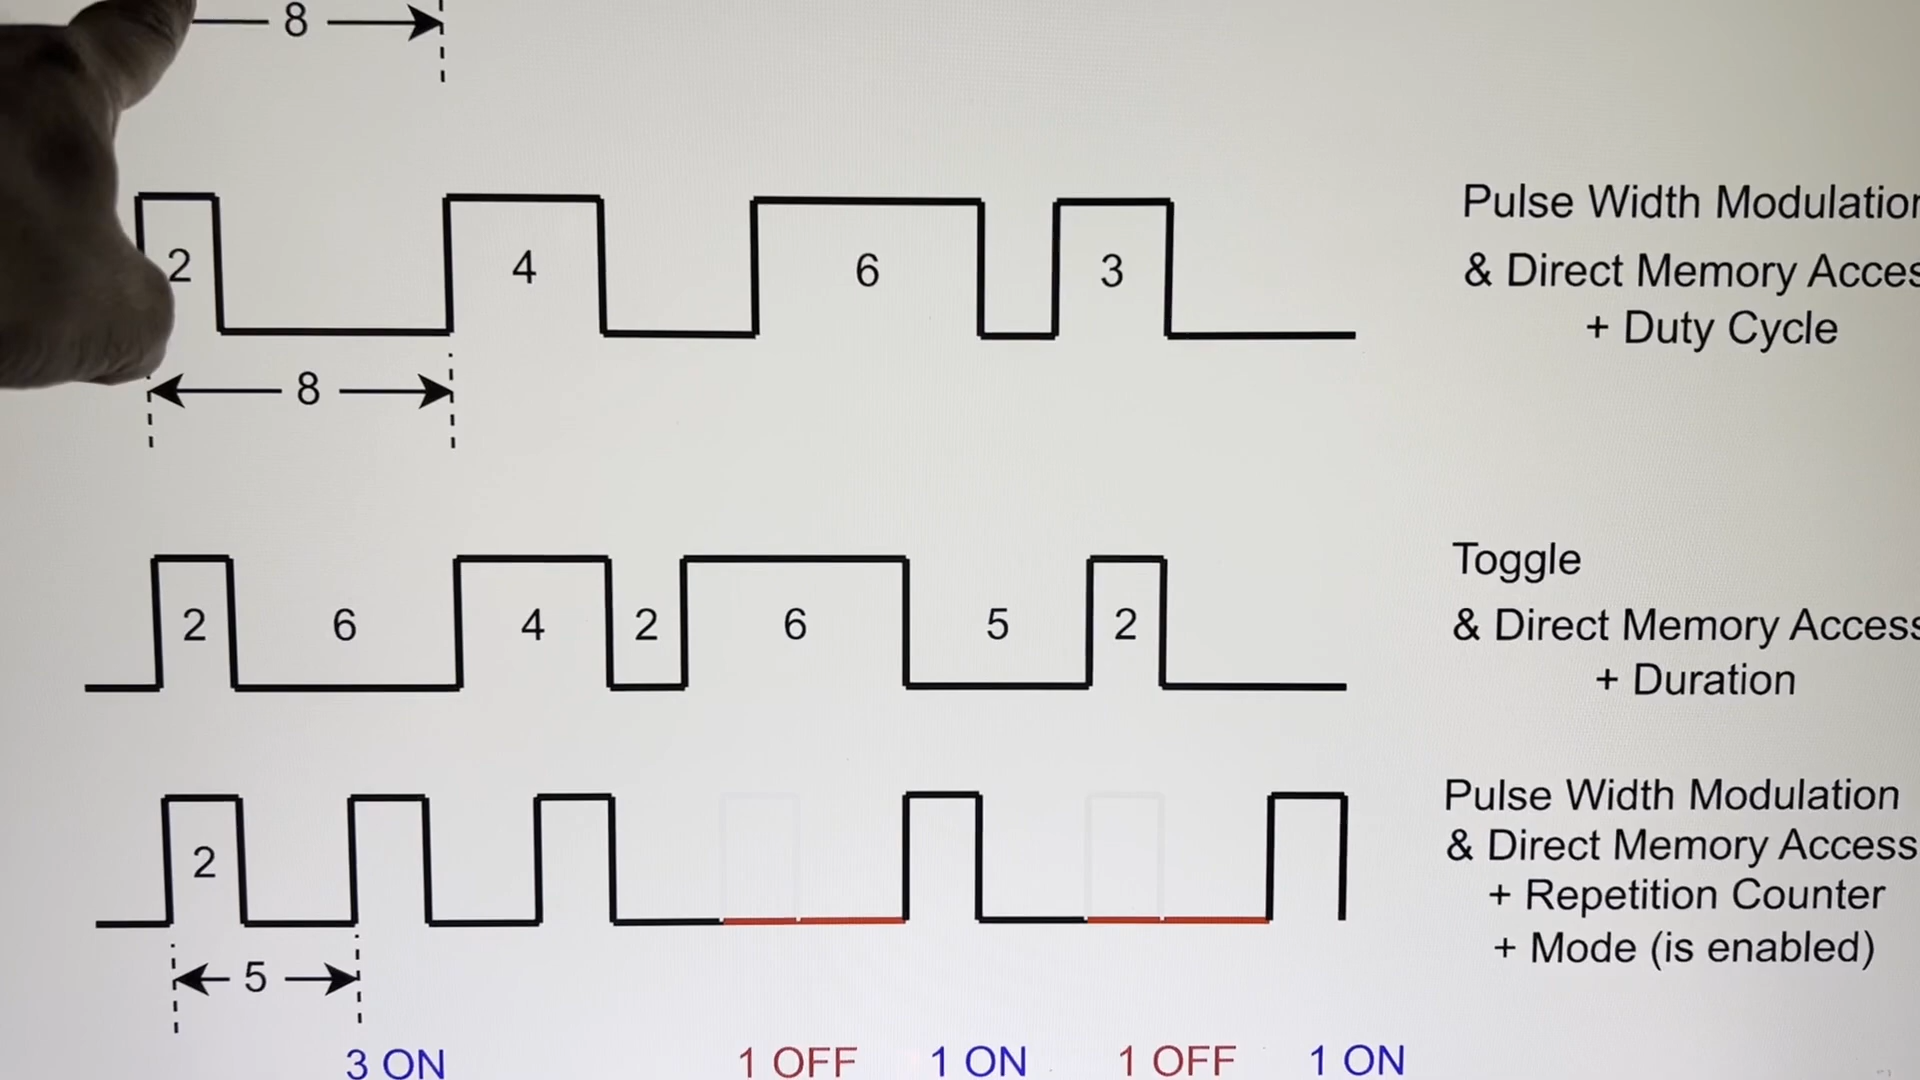 8
2 4 6 3
Pulse Width Modulation
& Direct Memory Acces
+ Duty Cycle
8
2 6 4 2 6 5 2
Toggle
& Direct Memory Access
+ Duration
2
Pulse Width Modulation
& Direct Memory Access
+ Repetition Counter
+ Mode (is enabled)
5
3 ON 1 OFF 1 ON 1 OFF 1 ON